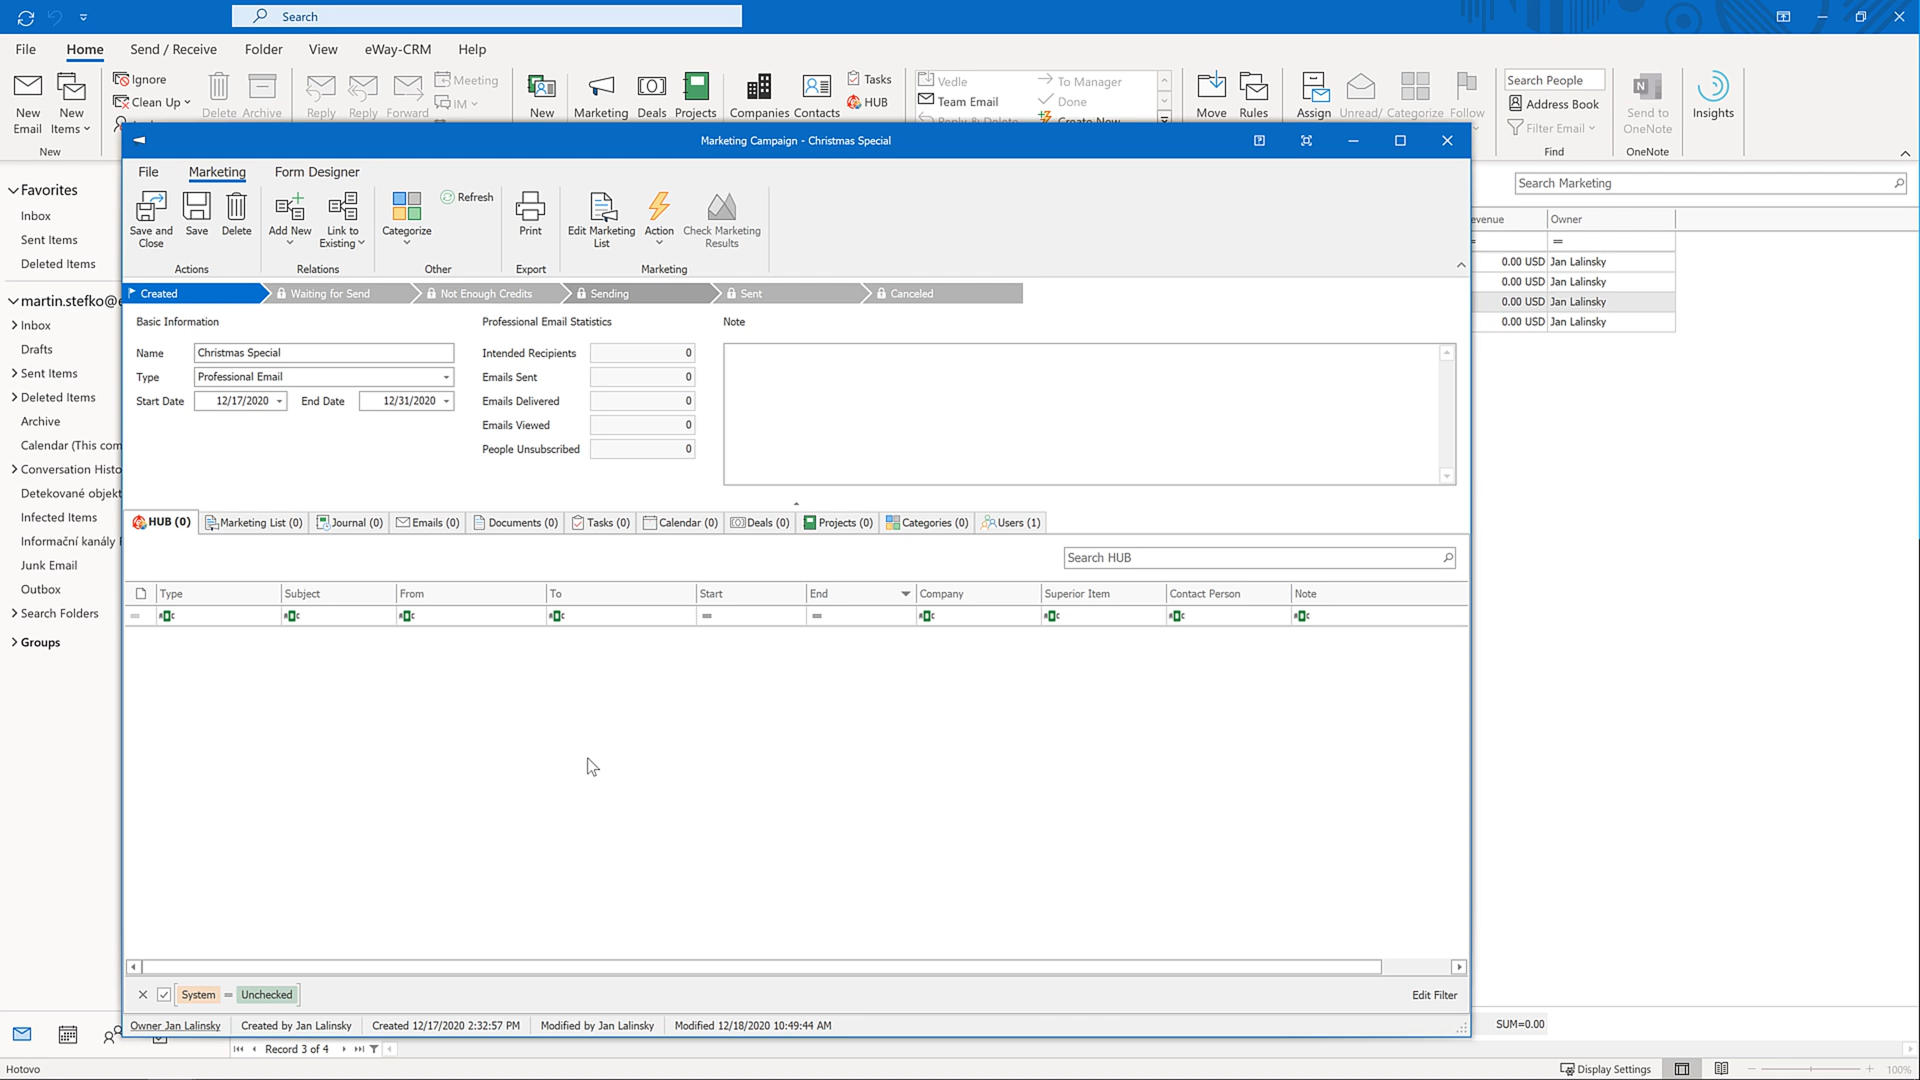 Search
File Home Send / Receive Folder View eWay-CRM Help
New Email
New Items
Ignore
Clean Up
Delete Archive
Reply Reply Forward
Meeting
IM
New
New
Marketing Deals Projects
Companies Contacts
Tasks
HUB
Vedle
Team Email
Reply & Delete
To Manager
Done
Create New
Move Rules
Assign Unread/ Categorize Follow
Search People
Address Book
Filter Email
Find
Send to OneNote
OneNote
Insights
Marketing Campaign - Christmas Special
File Marketing Form Designer
Save and Close
Save
Delete
Actions
Add New
Link to Existing
Relations
Categorize
Refresh
Other
Print
Export
Edit Marketing List
Action
Check Marketing Results
Marketing
Created
Waiting for Send
Not Enough Credits
Sending
Sent
Canceled
Basic Information
Name Christmas Special
Type Professional Email
Start Date 12/17/2020 End Date 12/31/2020
Professional Email Statistics
Intended Recipients 0
Emails Sent 0
Emails Delivered 0
Emails Viewed 0
People Unsubscribed 0
Note
HUB (0) Marketing List (0) Journal (0) Emails (0) Documents (0) Tasks (0) Calendar (0) Deals (0) Projects (0) Categories (0) Users (1)
Search HUB
Type Subject From To Start End Company Superior Item Contact Person Note
System = Unchecked
Edit Filter
Owner Jan Lalinsky Created by Jan Lalinsky Created 12/17/2020 2:32:57 PM Modified by Jan Lalinsky Modified 12/18/2020 10:49:44 AM
Favorites
Inbox
Sent Items
Deleted Items
martin.stefko@e
Inbox
Drafts
Sent Items
Deleted Items
Archive
Calendar (This com
Conversation Histo
Detekované objekt
Infected Items
Informační kanály
Junk Email
Outbox
Search Folders
Groups
Search Marketing
evenue Owner
= =
0.00 USD Jan Lalinsky
0.00 USD Jan Lalinsky
0.00 USD Jan Lalinsky
0.00 USD Jan Lalinsky
SUM=0.00
Record 3 of 4
Hotovo
Display Settings
100%